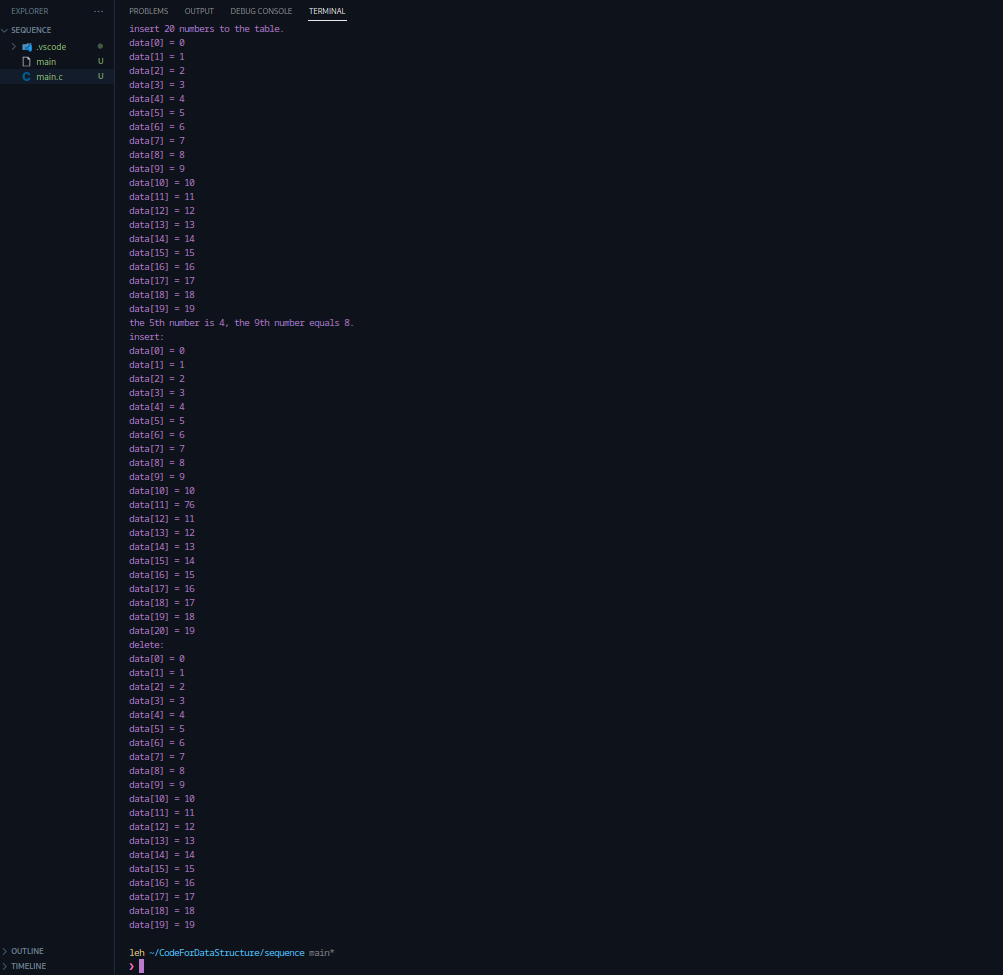 EXPLORER ···
SEQUENCE
.vscode
main U
C main.c U
OUTLINE
TIMELINE
PROBLEMS OUTPUT DEBUG CONSOLE TERMINAL
insert 20 numbers to the table.
data[0] = 0
data[1] = 1
data[2] = 2
data[3] = 3
data[4] = 4
data[5] = 5
data[6] = 6
data[7] = 7
data[8] = 8
data[9] = 9
data[10] = 10
data[11] = 11
data[12] = 12
data[13] = 13
data[14] = 14
data[15] = 15
data[16] = 16
data[17] = 17
data[18] = 18
data[19] = 19
the 5th number is 4, the 9th number equals 8.
insert:
data[0] = 0
data[1] = 1
data[2] = 2
data[3] = 3
data[4] = 4
data[5] = 5
data[6] = 6
data[7] = 7
data[8] = 8
data[9] = 9
data[10] = 10
data[11] = 76
data[12] = 11
data[13] = 12
data[14] = 13
data[15] = 14
data[16] = 15
data[17] = 16
data[18] = 17
data[19] = 18
data[20] = 19
delete:
data[0] = 0
data[1] = 1
data[2] = 2
data[3] = 3
data[4] = 4
data[5] = 5
data[6] = 6
data[7] = 7
data[8] = 8
data[9] = 9
data[10] = 10
data[11] = 11
data[12] = 12
data[13] = 13
data[14] = 14
data[15] = 15
data[16] = 16
data[17] = 17
data[18] = 18
data[19] = 19
leh ~/CodeForDataStructure/sequence main*
❯